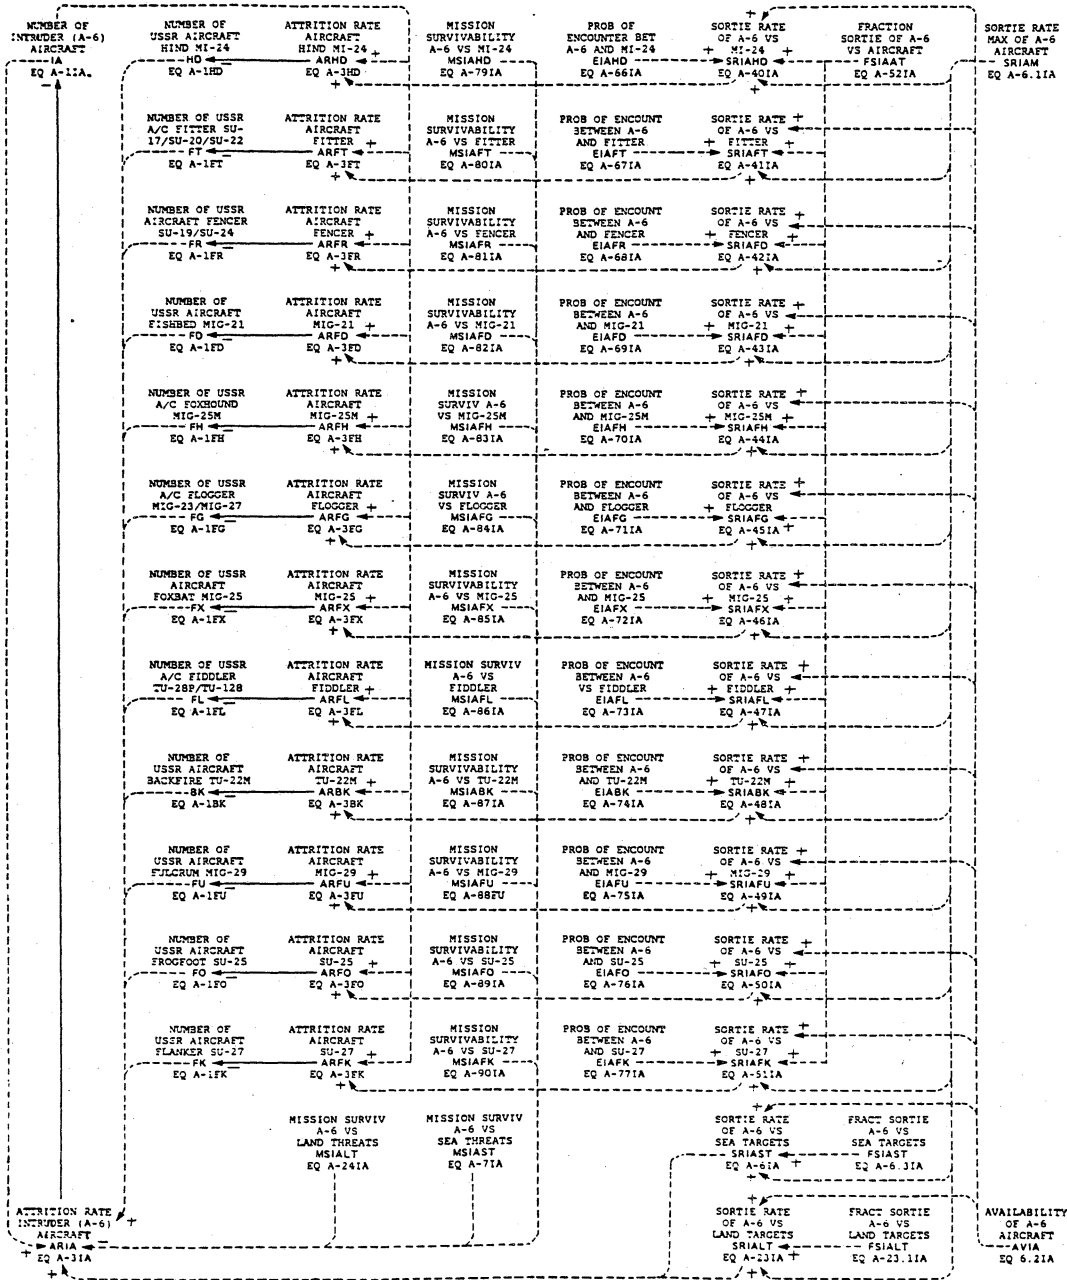 NUMBER OF
INTRUDER (A-6)
AIRCRAFT
IA
EQ A-1IA
NUMBER OF
USSR AIRCRAFT
HIND MI-24
HD
EQ A-1HD
ATTRITION RATE
AIRCRAFT
HIND MI-24
ARHD
EQ A-3HD
MISSION
SURVIVABILITY
A-6 VS MI-24
MSIAHD
EQ A-79IA
PROB OF
ENCOUNTER BET
A-6 AND MI-24
EIAHD
EQ A-66IA
SORTIE RATE
OF A-6 VS
MI-24
SRIAHD
EQ A-40IA
FRACTION
SORTIE OF A-6
VS AIRCRAFT
FSIAAT
EQ A-52IA
SORTIE RATE
MAX OF A-6
AIRCRAFT
SRIAM
EQ A-6.1IA
NUMBER OF USSR
A/C FITTER SU-
17/SU-20/SU-22
FT
EQ A-1FT
ATTRITION RATE
AIRCRAFT
FITTER
ARFT
EQ A-3FT
MISSION
SURVIVABILITY
A-6 VS FITTER
MSIAFT
EQ A-80IA
PROB OF ENCOUNT
BETWEEN A-6
AND FITTER
EIAFT
EQ A-67IA
SORTIE RATE
OF A-6 VS
FITTER
SRIAFT
EQ A-41IA
NUMBER OF USSR
AIRCRAFT FENCER
SU-19/SU-24
FR
EQ A-1FR
ATTRITION RATE
AIRCRAFT
FENCER
ARFR
EQ A-3FR
MISSION
SURVIVABILITY
A-6 VS FENCER
MSIAFR
EQ A-81IA
PROB OF ENCOUNT
BETWEEN A-6
AND FENCER
EIAFR
EQ A-68IA
SORTIE RATE
OF A-6 VS
FENCER
SRIAFD
EQ A-42IA
NUMBER OF
USSR AIRCRAFT
FISHBED MIG-21
FD
EQ A-1FD
ATTRITION RATE
AIRCRAFT
MIG-21
ARFD
EQ A-3FD
MISSION
SURVIVABILITY
A-6 VS MIG-21
MSIAFD
EQ A-82IA
PROB OF ENCOUNT
BETWEEN A-6
AND MIG-21
EIAFD
EQ A-69IA
SORTIE RATE
OF A-6 VS
MIG-21
SRIAFD
EQ A-43IA
NUMBER OF USSR
A/C FOXHOUND
MIG-25M
FH
EQ A-1FH
ATTRITION RATE
AIRCRAFT
MIG-25M
ARFH
EQ A-3FH
MISSION
SURVIV A-6
VS MIG-25M
MSIAFH
EQ A-83IA
PROB OF ENCOUNT
BETWEEN A-6
AND MIG-25M
EIAFH
EQ A-70IA
SORTIE RATE
OF A-6 VS
MIG-25M
SRIAFH
EQ A-44IA
NUMBER OF USSR
A/C FLOGGER
MIG-23/MIG-27
FG
EQ A-1FG
ATTRITION RATE
AIRCRAFT
FLOGGER
ARFG
EQ A-3FG
MISSION
SURVIV A-6
VS FLOGGER
MSIAFG
EQ A-84IA
PROB OF ENCOUNT
BETWEEN A-6
AND FLOGGER
EIAFG
EQ A-71IA
SORTIE RATE
OF A-6 VS
FLOGGER
SRIAFG
EQ A-45IA
NUMBER OF USSR
AIRCRAFT
FOXBAT MIG-25
FX
EQ A-1FX
ATTRITION RATE
AIRCRAFT
MIG-25
ARFX
EQ A-3FX
MISSION
SURVIVABILITY
A-6 VS MIG-25
MSIAFX
EQ A-85IA
PROB OF ENCOUNT
BETWEEN A-6
AND MIG-25
EIAFX
EQ A-72IA
SORTIE RATE
OF A-6 VS
MIG-25
SRIAFX
EQ A-46IA
NUMBER OF USSR
A/C FIDDLER
TU-28P/TU-128
FL
EQ A-1FL
ATTRITION RATE
AIRCRAFT
FIDDLER
ARFL
EQ A-3FL
MISSION SURVIV
A-6 VS
FIDDLER
MSIAFL
EQ A-86IA
PROB OF ENCOUNT
BETWEEN A-6
VS FIDDLER
EIAFL
EQ A-73IA
SORTIE RATE
OF A-6 VS
FIDDLER
SRIAFL
EQ A-47IA
NUMBER OF
USSR AIRCRAFT
BACKFIRE TU-22M
BK
EQ A-1BK
ATTRITION RATE
AIRCRAFT
TU-22M
ARBK
EQ A-3BK
MISSION
SURVIVABILITY
A-6 VS TU-22M
MSIABK
EQ A-87IA
PROB OF ENCOUNT
BETWEEN A-6
AND TU-22M
EIABK
EQ A-74IA
SORTIE RATE
OF A-6 VS
TU-22M
SRIABK
EQ A-48IA
NUMBER OF
USSR AIRCRAFT
FULCRUM MIG-29
FU
EQ A-1FU
ATTRITION RATE
AIRCRAFT
MIG-29
ARFU
EQ A-3FU
MISSION
SURVIVABILITY
A-6 VS MIG-29
MSIAFU
EQ A-88FU
PROB OF ENCOUNT
BETWEEN A-6
AND MIG-29
EIAFU
EQ A-75IA
SORTIE RATE
OF A-6 VS
MIG-29
SRIAFU
EQ A-49IA
NUMBER OF
USSR AIRCRAFT
FROGFOOT SU-25
FO
EQ A-1FO
ATTRITION RATE
AIRCRAFT
SU-25
ARFO
EQ A-3FO
MISSION
SURVIVABILITY
A-6 VS SU-25
MSIAFO
EQ A-89IA
PROB OF ENCOUNT
BETWEEN A-6
AND SU-25
EIAFO
EQ A-76IA
SORTIE RATE
OF A-6 VS
SU-25
SRIAFO
EQ A-50IA
NUMBER OF
USSR AIRCRAFT
FLANKER SU-27
FK
EQ A-1FK
ATTRITION RATE
AIRCRAFT
SU-27
ARFK
EQ A-3FK
MISSION
SURVIVABILITY
A-6 VS SU-27
MSIAFK
EQ A-90IA
PROB OF ENCOUNT
BETWEEN A-6
AND SU-27
EIAFK
EQ A-77IA
SORTIE RATE
OF A-6 VS
SU-27
SRIAFK
EQ A-51IA
MISSION SURVIV
A-6 VS
LAND THREATS
MSIALT
EQ A-24IA
MISSION SURVIV
A-6 VS
SEA THREATS
MSIAST
EQ A-7IA
SORTIE RATE
OF A-6 VS
SEA TARGETS
SRIAST
EQ A-6IA
FRACT SORTIE
A-6 VS
SEA TARGETS
FSIAST
EQ A-6.3IA
ATTRITION RATE
INTRUDER (A-6)
AIRCRAFT
ARIA
EQ A-3IA
SORTIE RATE
OF A-6 VS
LAND TARGETS
SRIALT
EQ A-23IA
FRACT SORTIE
A-6 VS
LAND TARGETS
FSIALT
EQ A-23.1IA
AVAILABILITY
OF A-6
AIRCRAFT
AVIA
EQ 6.2IA